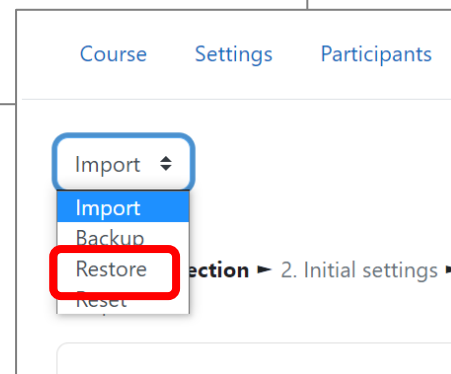 Course Settings Participants
Import
Import
Backup
Restore
ection ► 2. Initial settings ►
Reset